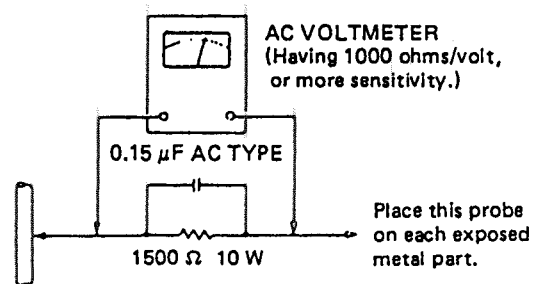 AC VOLTMETER
(Having 1000 ohms/volt,
or more sensitivity.)
0.15 μF AC TYPE
1500 Ω 10 W
Place this probe
on each exposed
metal part.